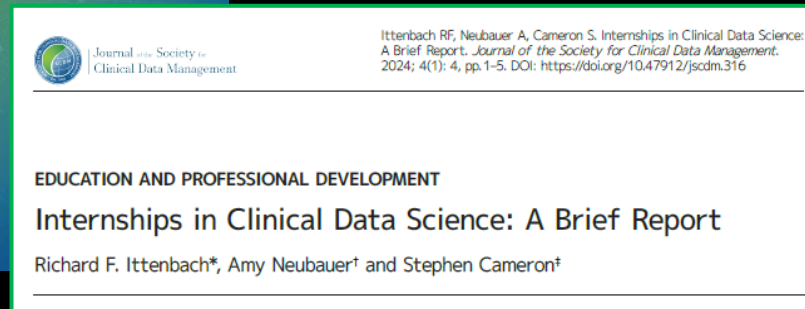 Journal of the Society for
Clinical Data Management
Ittenbach RF, Neubauer A, Cameron S. Internships in Clinical Data Science:
A Brief Report. Journal of the Society for Clinical Data Management.
2024; 4(1): 4, pp. 1–5. DOI: https://doi.org/10.47912/jscdm.316
EDUCATION AND PROFESSIONAL DEVELOPMENT
Internships in Clinical Data Science: A Brief Report
Richard F. Ittenbach*, Amy Neubauer† and Stephen Cameron‡